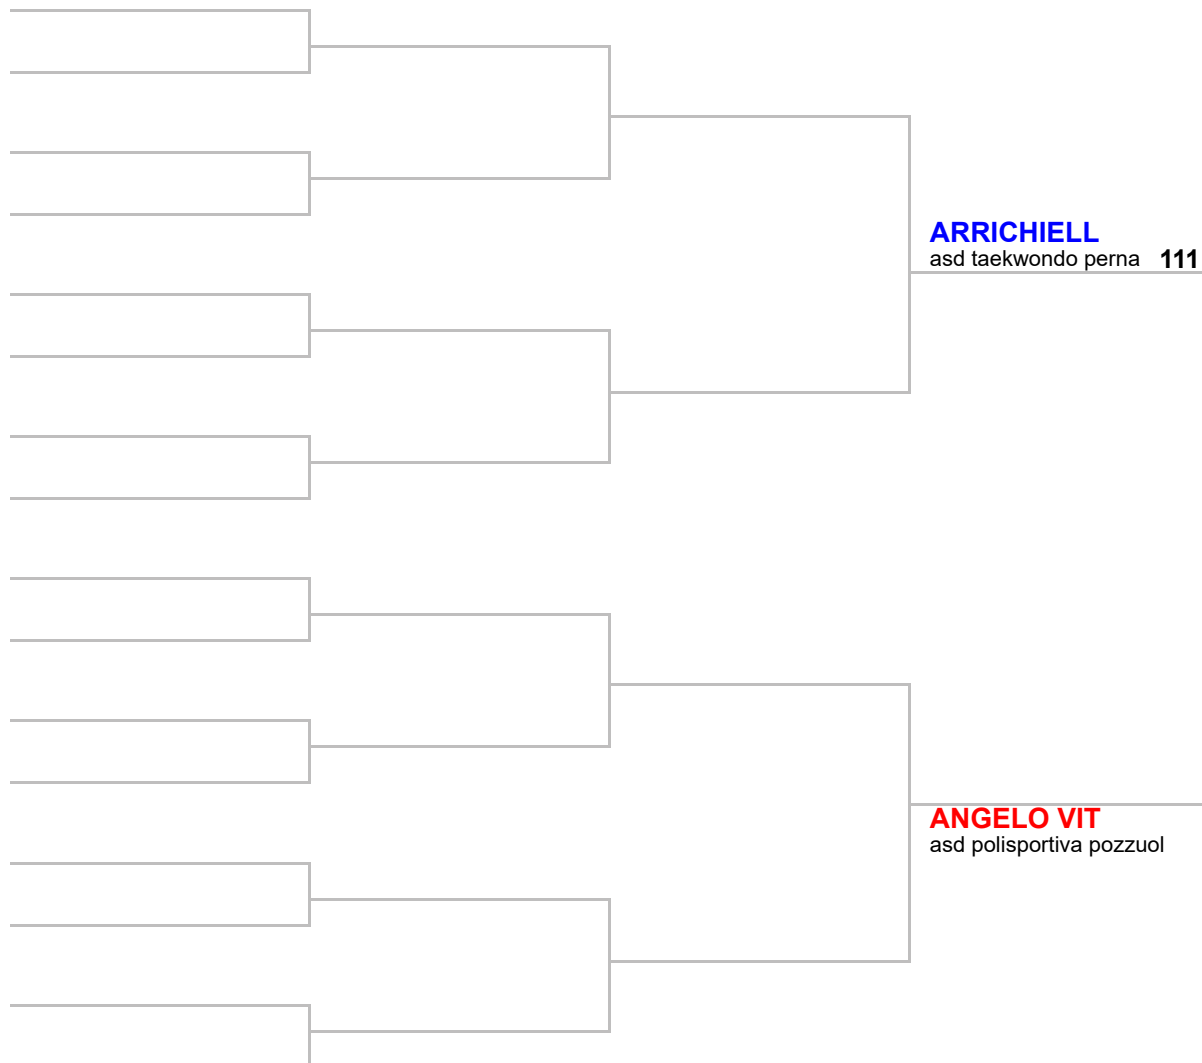 ARRICHIELL
asd taekwondo perna 111
ANGELO VIT
asd polisportiva pozzuol